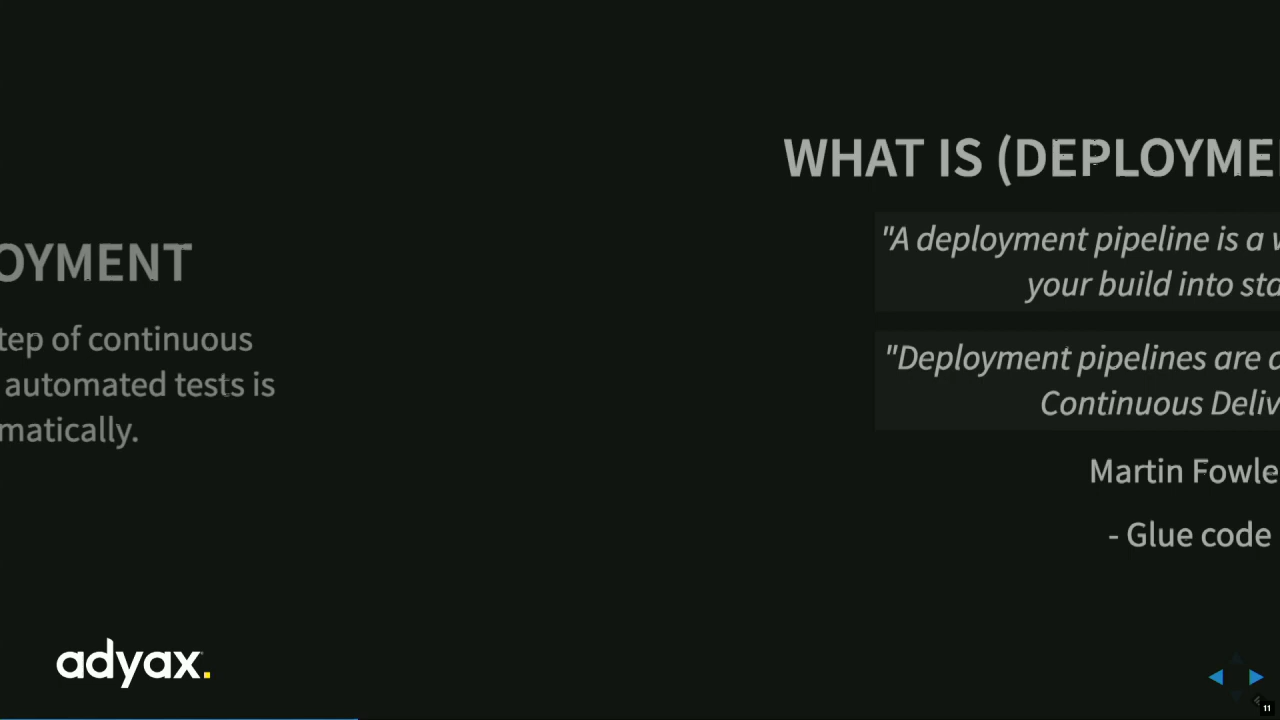 OYMENT
tep of continuous
automated tests is
matically.
WHAT IS (DEPLOYME
"A deployment pipeline is a
your build into sta
"Deployment pipelines are
Continuous Deliv
Martin Fowle
- Glue code
adyax.
11